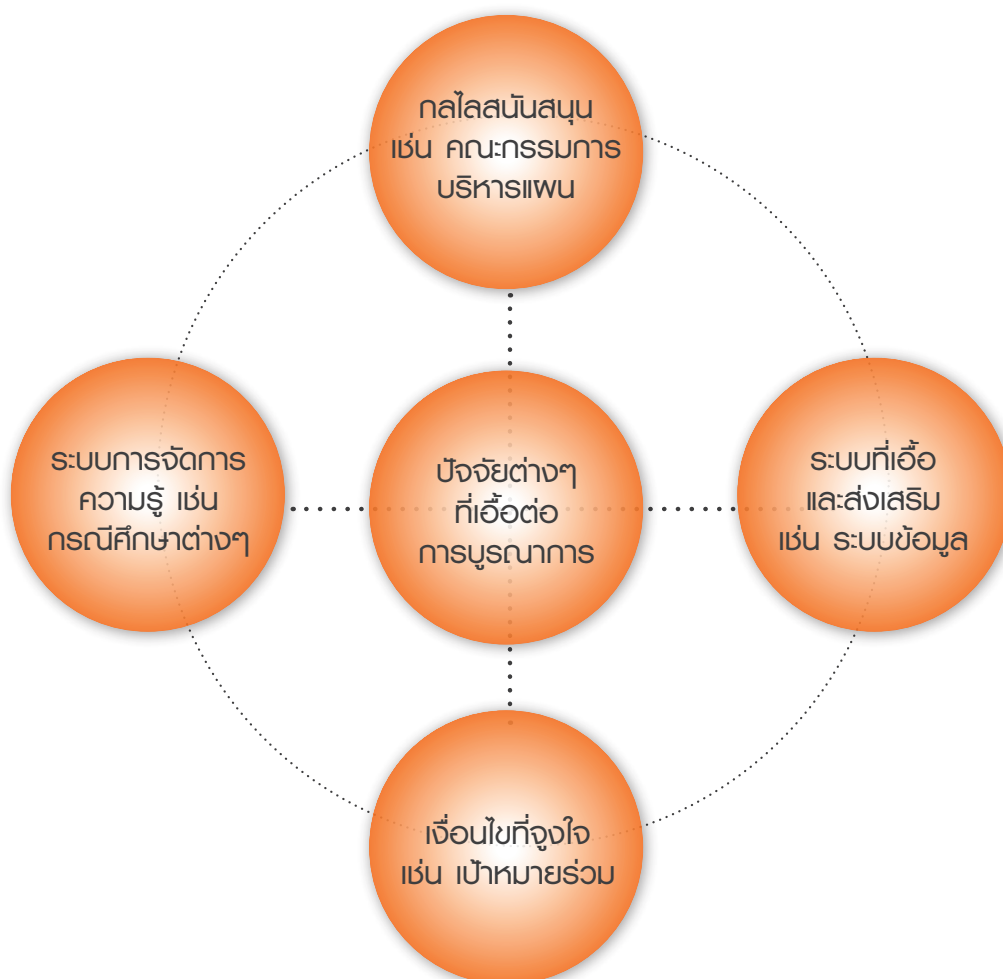 กลไลสนันสนุน
เช่น คณะกรรมการ
บริหารแผน
ระบบการจัดการ
ความรู้ เช่น
กรณีศึกษาต่างๆ
ปัจจัยต่างๆ
ที่เอื้อต่อ
การบูรณาการ
ระบบที่เอื้อ
และส่งเสริม
เช่น ระบบข้อมูล
เงื่อนไขที่จูงใจ
เช่น เป้าหมายร่วม